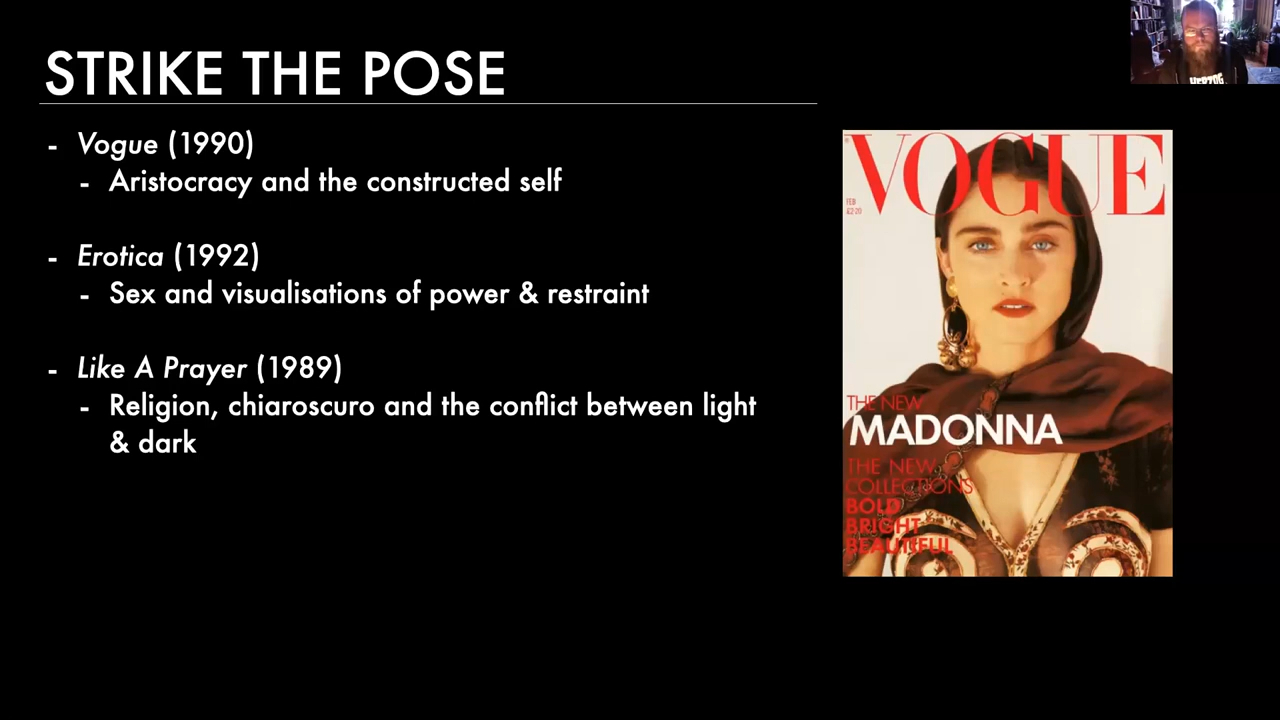 STRIKE THE POSE
- Vogue (1990)
- Aristocracy and the constructed self
- Erotica (1992)
- Sex and visualisations of power & restraint
- Like A Prayer (1989)
- Religion, chiaroscuro and the conflict between light
& dark
HERZOG
VOGUE
FEB
£2·20
THE NEW
MADONNA
THE NEW
COLLECTIONS
BOLD
BRIGHT
BEAUTIFUL